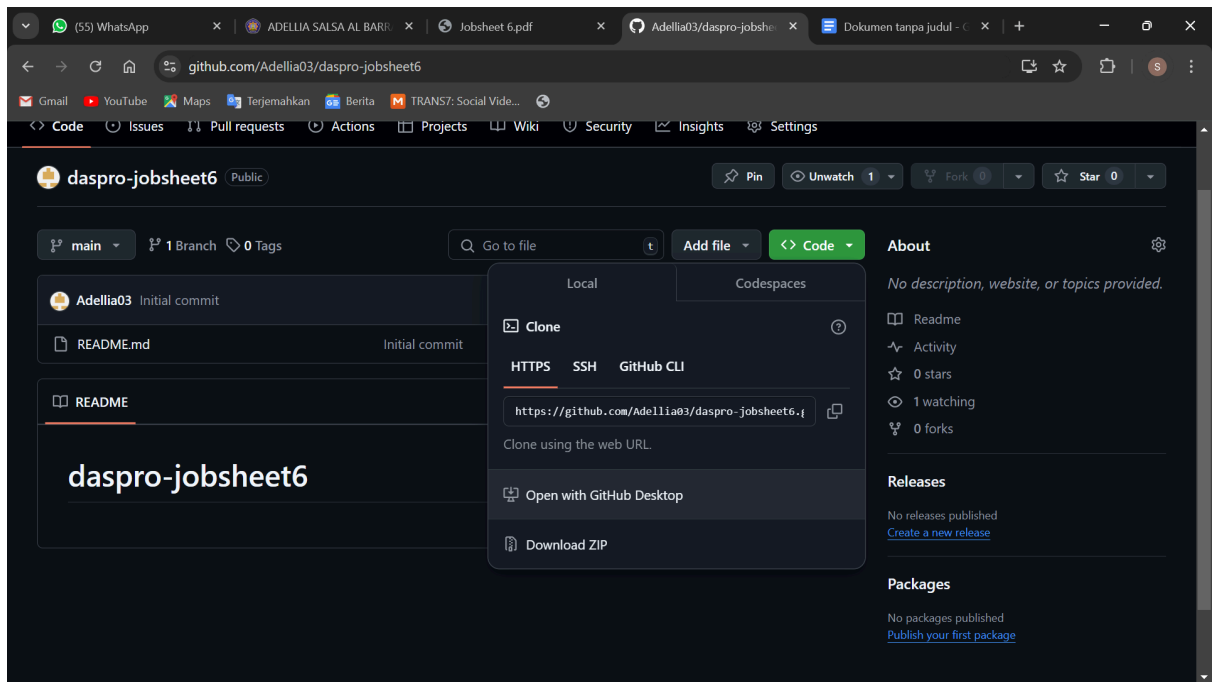 (55) WhatsApp
ADELLIA SALSA AL BARR
Jobsheet 6.pdf
Adellia03/daspro-jobshe
Dokumen tanpa judul - G
github.com/Adellia03/daspro-jobsheet6
S
Gmail YouTube Maps Terjemahkan Berita TRANS7: Social Vide...
Code Issues Pull requests Actions Projects Wiki Security Insights Settings
daspro-jobsheet6 Public
Pin Unwatch 1 Fork 0 Star 0
main 1 Branch 0 Tags
Go to file t Add file Code
Adellia03 Initial commit
README.md Initial commit
README
daspro-jobsheet6
Local Codespaces
Clone
HTTPS SSH GitHub CLI
https://github.com/Adellia03/daspro-jobsheet6.g
Clone using the web URL.
Open with GitHub Desktop
Download ZIP
About
No description, website, or topics provided.
Readme
Activity
0 stars
1 watching
0 forks
Releases
No releases published
Create a new release
Packages
No packages published
Publish your first package